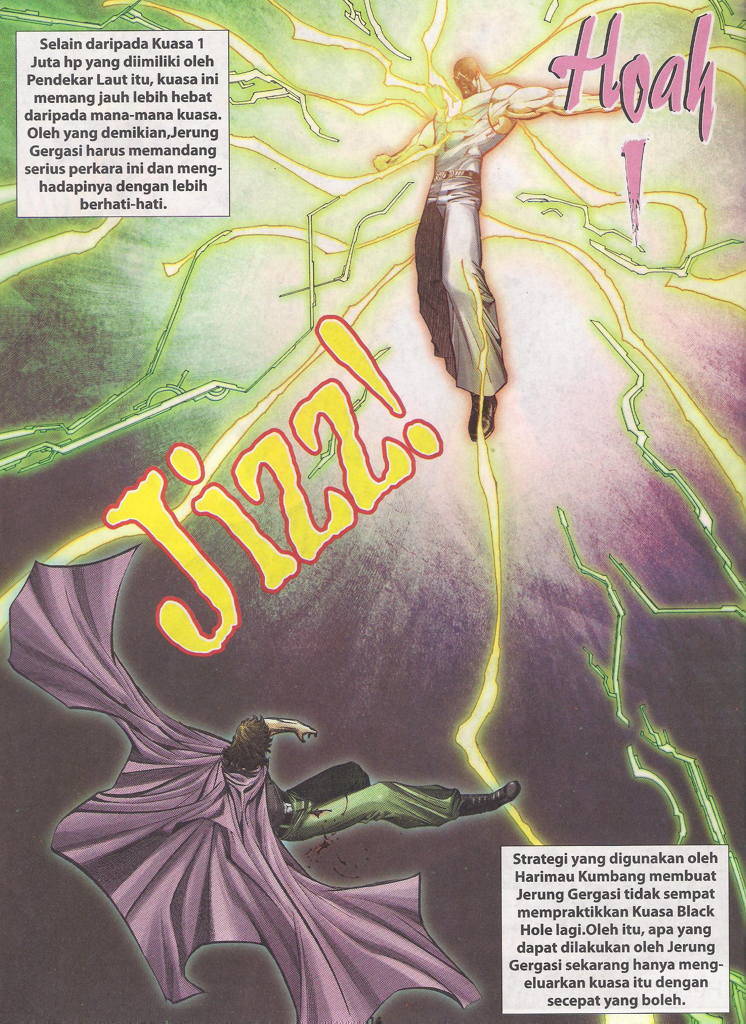 Selain daripada Kuasa 1
Juta hp yang diimiliki oleh
Pendekar Laut itu, kuasa ini
memang jauh lebih hebat
daripada mana-mana kuasa.
Oleh yang demikian,Jerung
Gergasi harus memandang
serius perkara ini dan meng-
hadapinya dengan lebih
berhati-hati.
Hoah
!
Jizz!
Strategi yang digunakan oleh
Harimau Kumbang membuat
Jerung Gergasi tidak sempat
mempraktikkan Kuasa Black
Hole lagi.Oleh itu, apa yang
dapat dilakukan oleh Jerung
Gergasi sekarang hanya meng-
eluarkan kuasa itu dengan
secepat yang boleh.